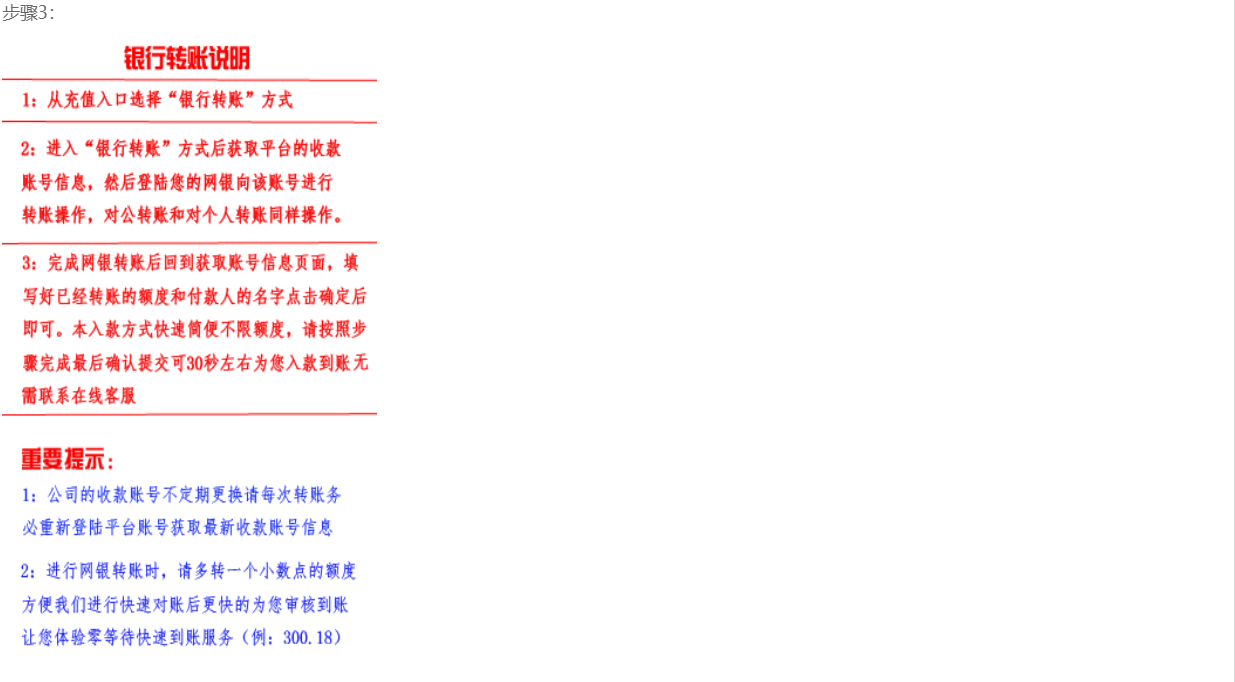 步骤3：
银行转账说明
1：从充值入口选择“银行转账”方式
2：进入“银行转账”方式后获取平台的收款
账号信息，然后登陆您的网银向该账号进行
转账操作，对公转账和对个人转账同样操作。
3：完成网银转账后回到获取账号信息页面，填
写好已经转账的额度和付款人的名字点击确定后
即可。本入款方式快速简便不限额度，请按照步
骤完成最后确认提交可30秒左右为您入款到账无
需联系在线客服
重要提示：
1：公司的收款账号不定期更换请每次转账务
必重新登陆平台账号获取最新收款账号信息
2：进行网银转账时，请多转一个小数点的额度
方便我们进行快速对账后更快的为您审核到账
让您体验零等待快速到账服务（例：300.18）